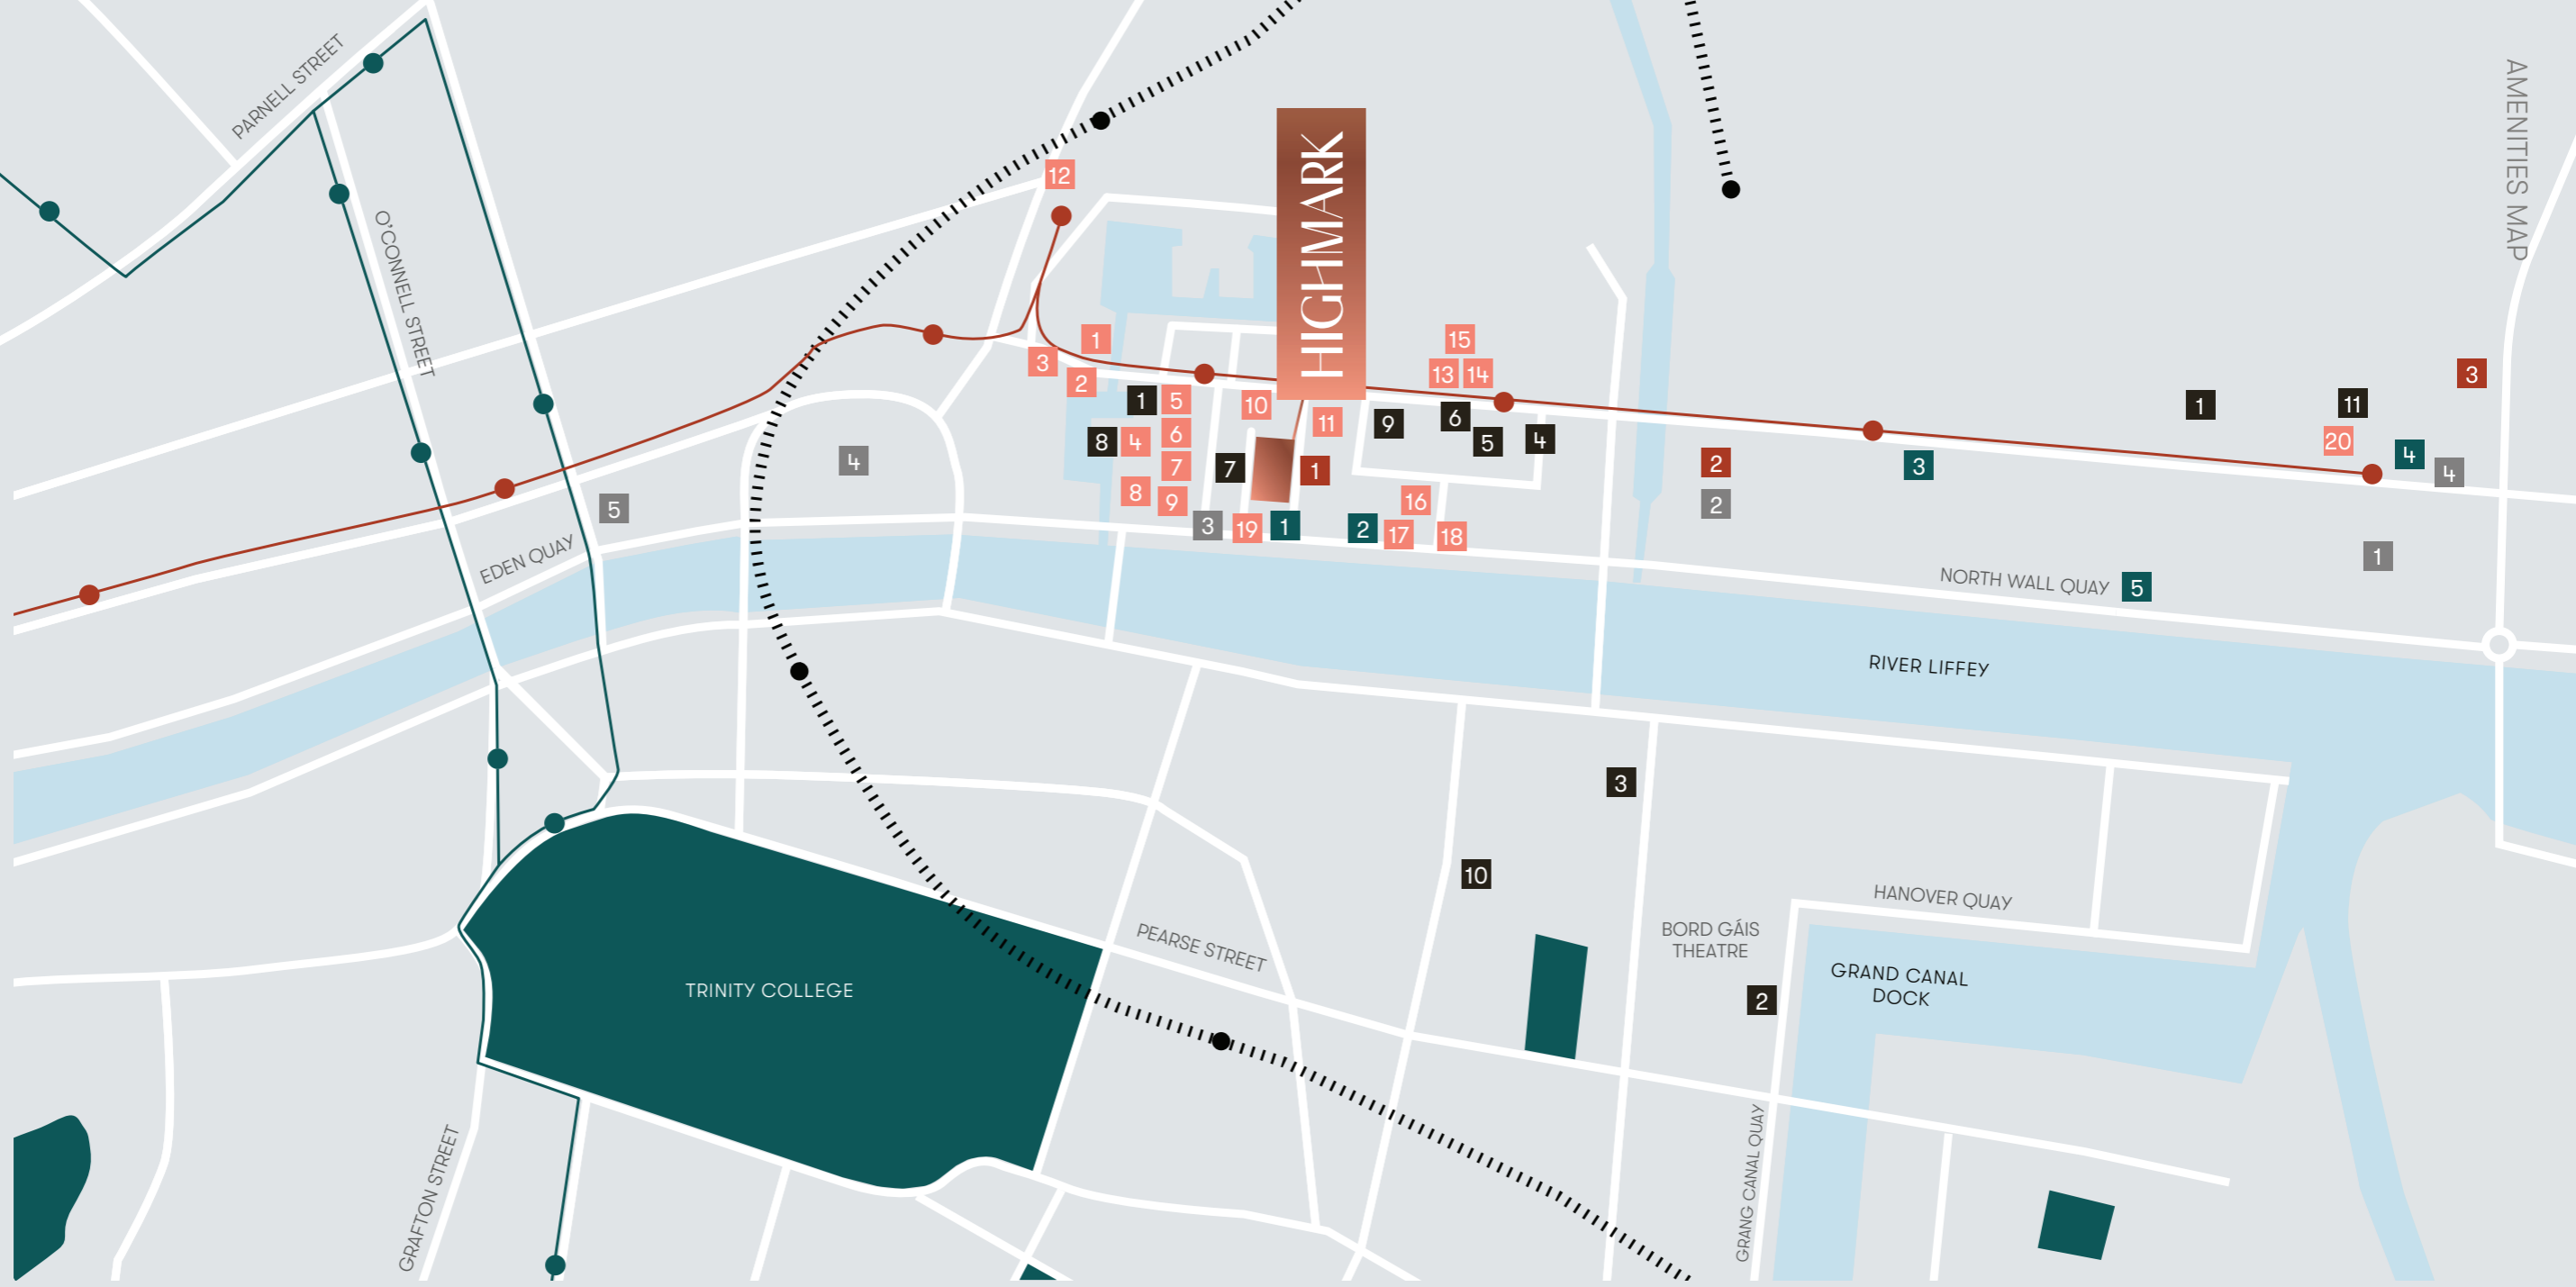 PARNELL STREET
O'CONNELL STREET
AMENITIES MAP
HIGHMARK
12
15
1
3
13
14
3
2
1
5
10
11
9
6
1
11
8
4
6
5
4
20
4
7
7
1
2
3
4
4
8
9
16
2
5
3
19
1
2
17
18
1
EDEN QUAY
NORTH WALL QUAY
5
RIVER LIFFEY
3
10
HANOVER QUAY
BORD GÁIS
THEATRE
PEARSE STREET
GRAND CANAL
DOCK
TRINITY COLLEGE
2
GRAFTON STREET
GRANG CANAL QUAY